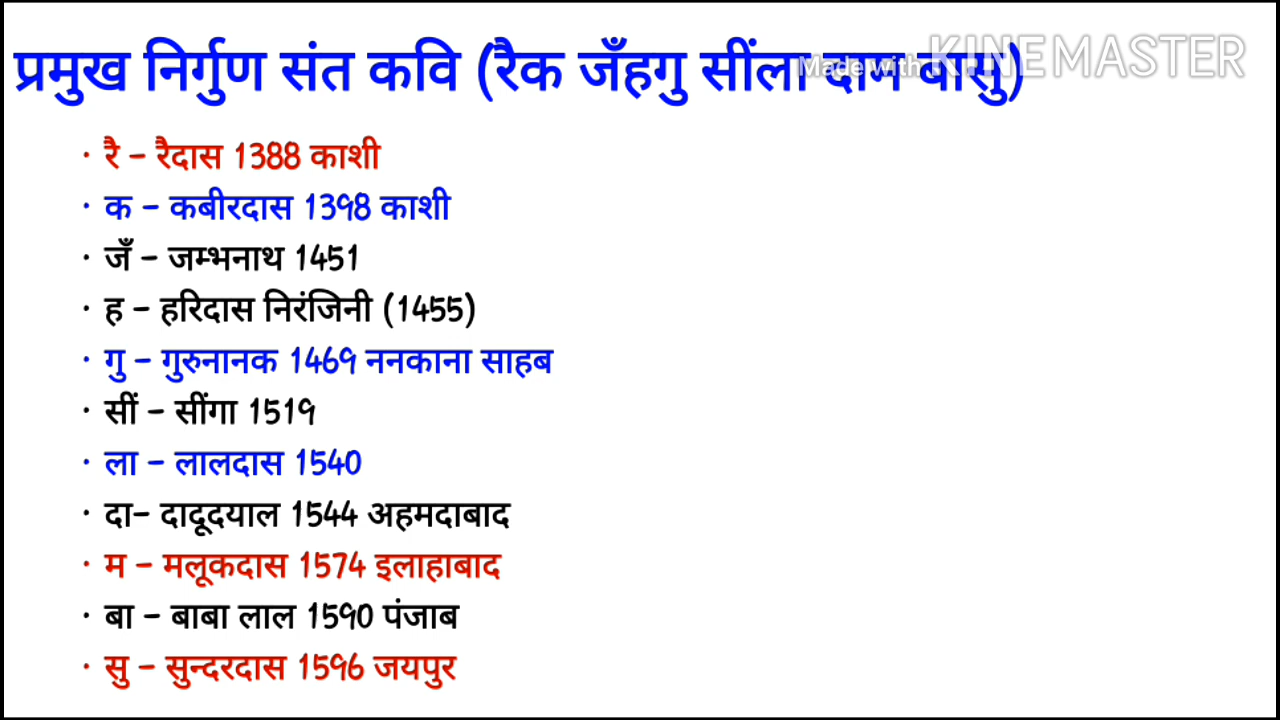 प्रमुख निर्गुण संत कवि (रैक जँहगु सींला दाम बासु)
Made with KINEMASTER
· रै – रैदास 1388 काशी
· क – कबीरदास 1398 काशी
· जँ – जम्भनाथ 1451
· ह – हरिदास निरंजिनी (1455)
· गु – गुरुनानक 1469 ननकाना साहब
· सीं – सींगा 1519
· ला – लालदास 1540
· दा– दादूदयाल 1544 अहमदाबाद
· म – मलूकदास 1574 इलाहाबाद
· बा – बाबा लाल 1590 पंजाब
· सु – सुन्दरदास 1596 जयपुर